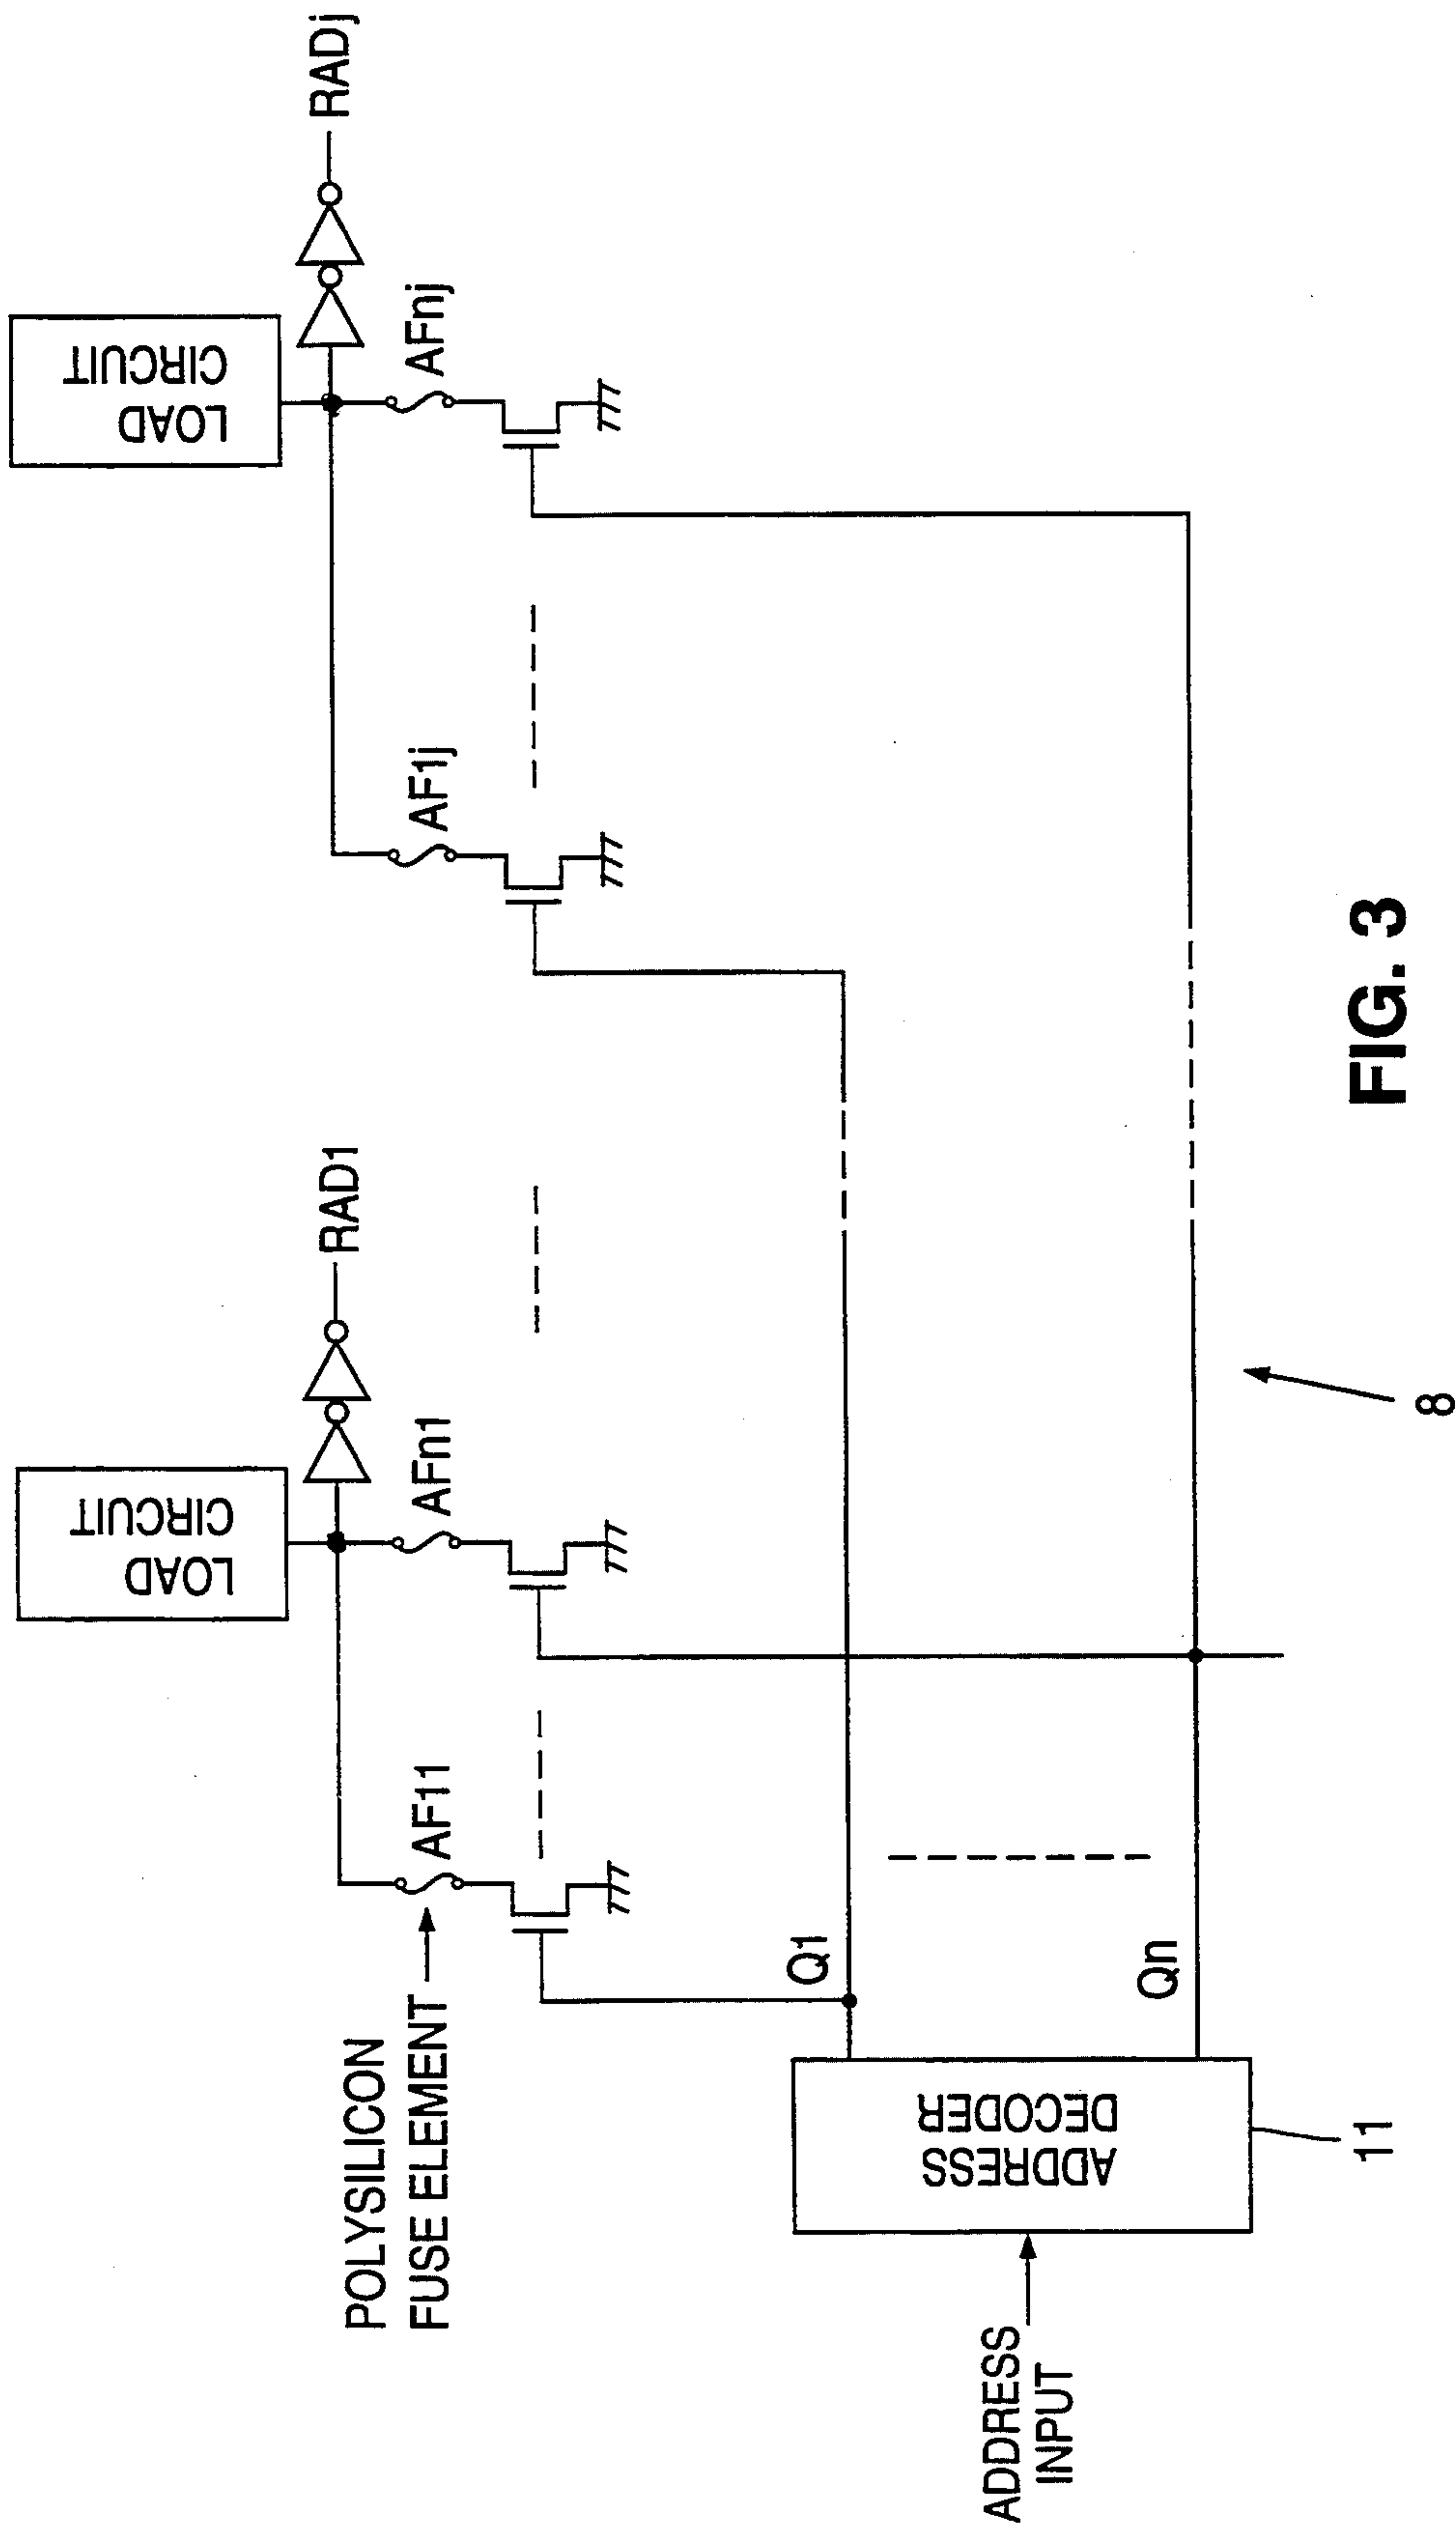 LOAD
CIRCUIT
RAD1
LOAD
CIRCUIT
RADj
POLYSILICON
FUSE ELEMENT
AF11
AFn1
AF1j
AFnj
ADDRESS
INPUT
ADDRESS
DECODER
11
Q1
Qn
8
FIG. 3